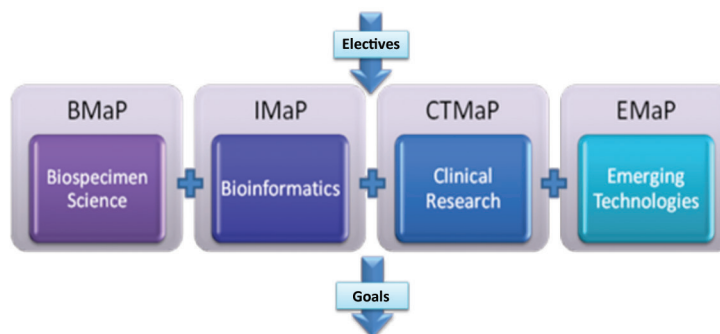 Electives
BMaP
IMaP
CTMaP
EMaP
Biospecimen
Science
Bioinformatics
Clinical
Research
Emerging
Technologies
Goals